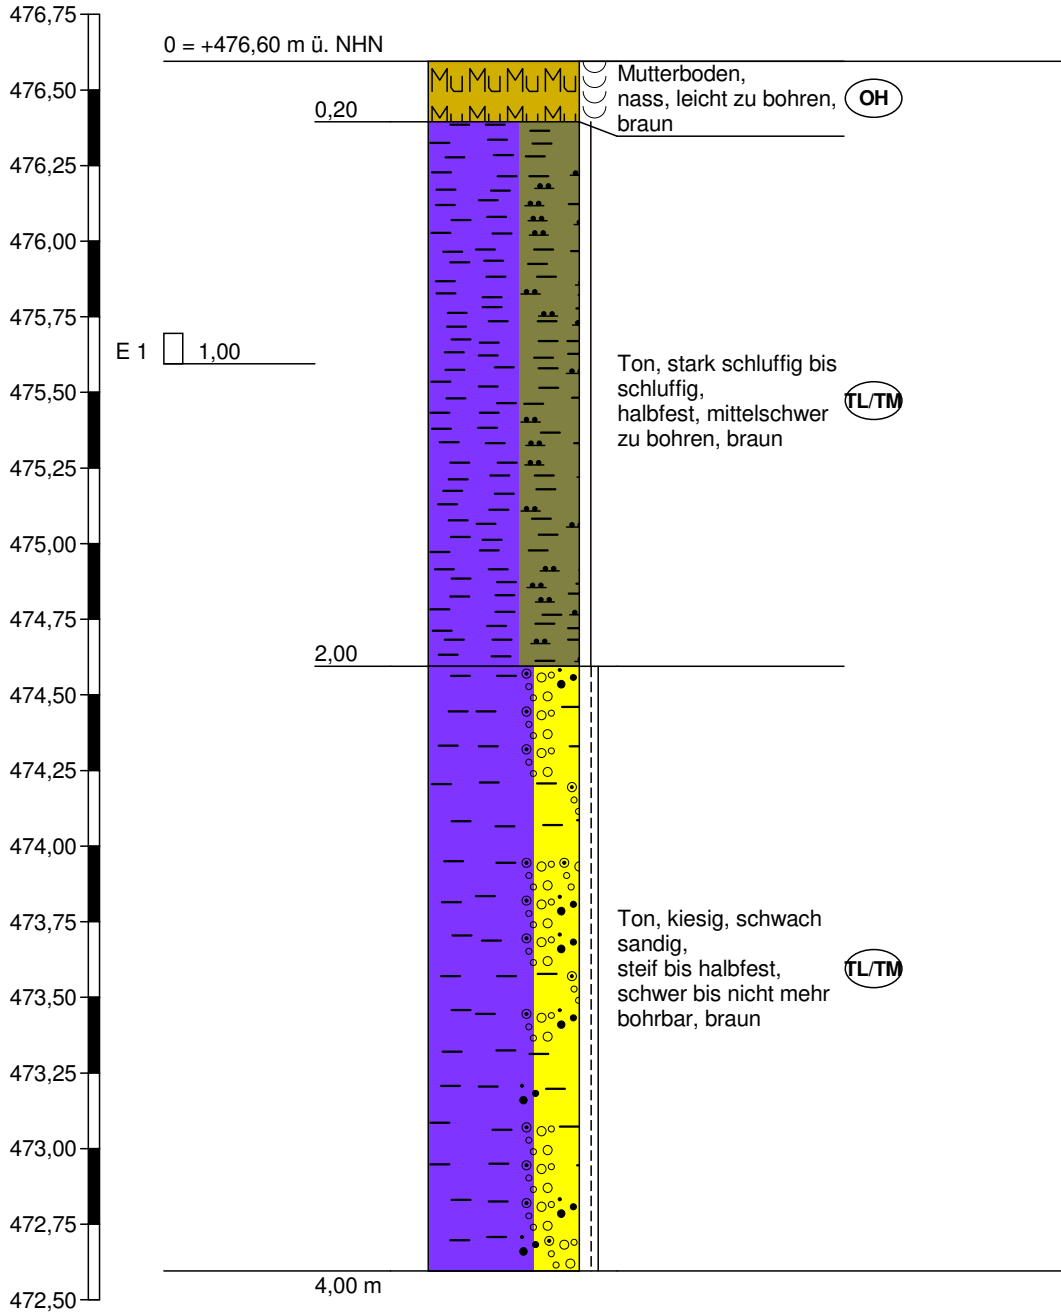 476,75
0 = +476,60 m ü. NHN
Mu Mu Mu Mu
Mutterboden,
nass, leicht zu bohren,
braun
OH
476,50
0,20
476,25
476,00
475,75
E 1
1,00
475,50
Ton, stark schluffig bis
schluffig,
halbfest, mittelschwer
zu bohren, braun
TL/TM
475,25
475,00
474,75
2,00
474,50
474,25
474,00
473,75
Ton, kiesig, schwach
sandig,
steif bis halbfest,
schwer bis nicht mehr
bohrbar, braun
TL/TM
473,50
473,25
473,00
472,75
4,00 m
472,50